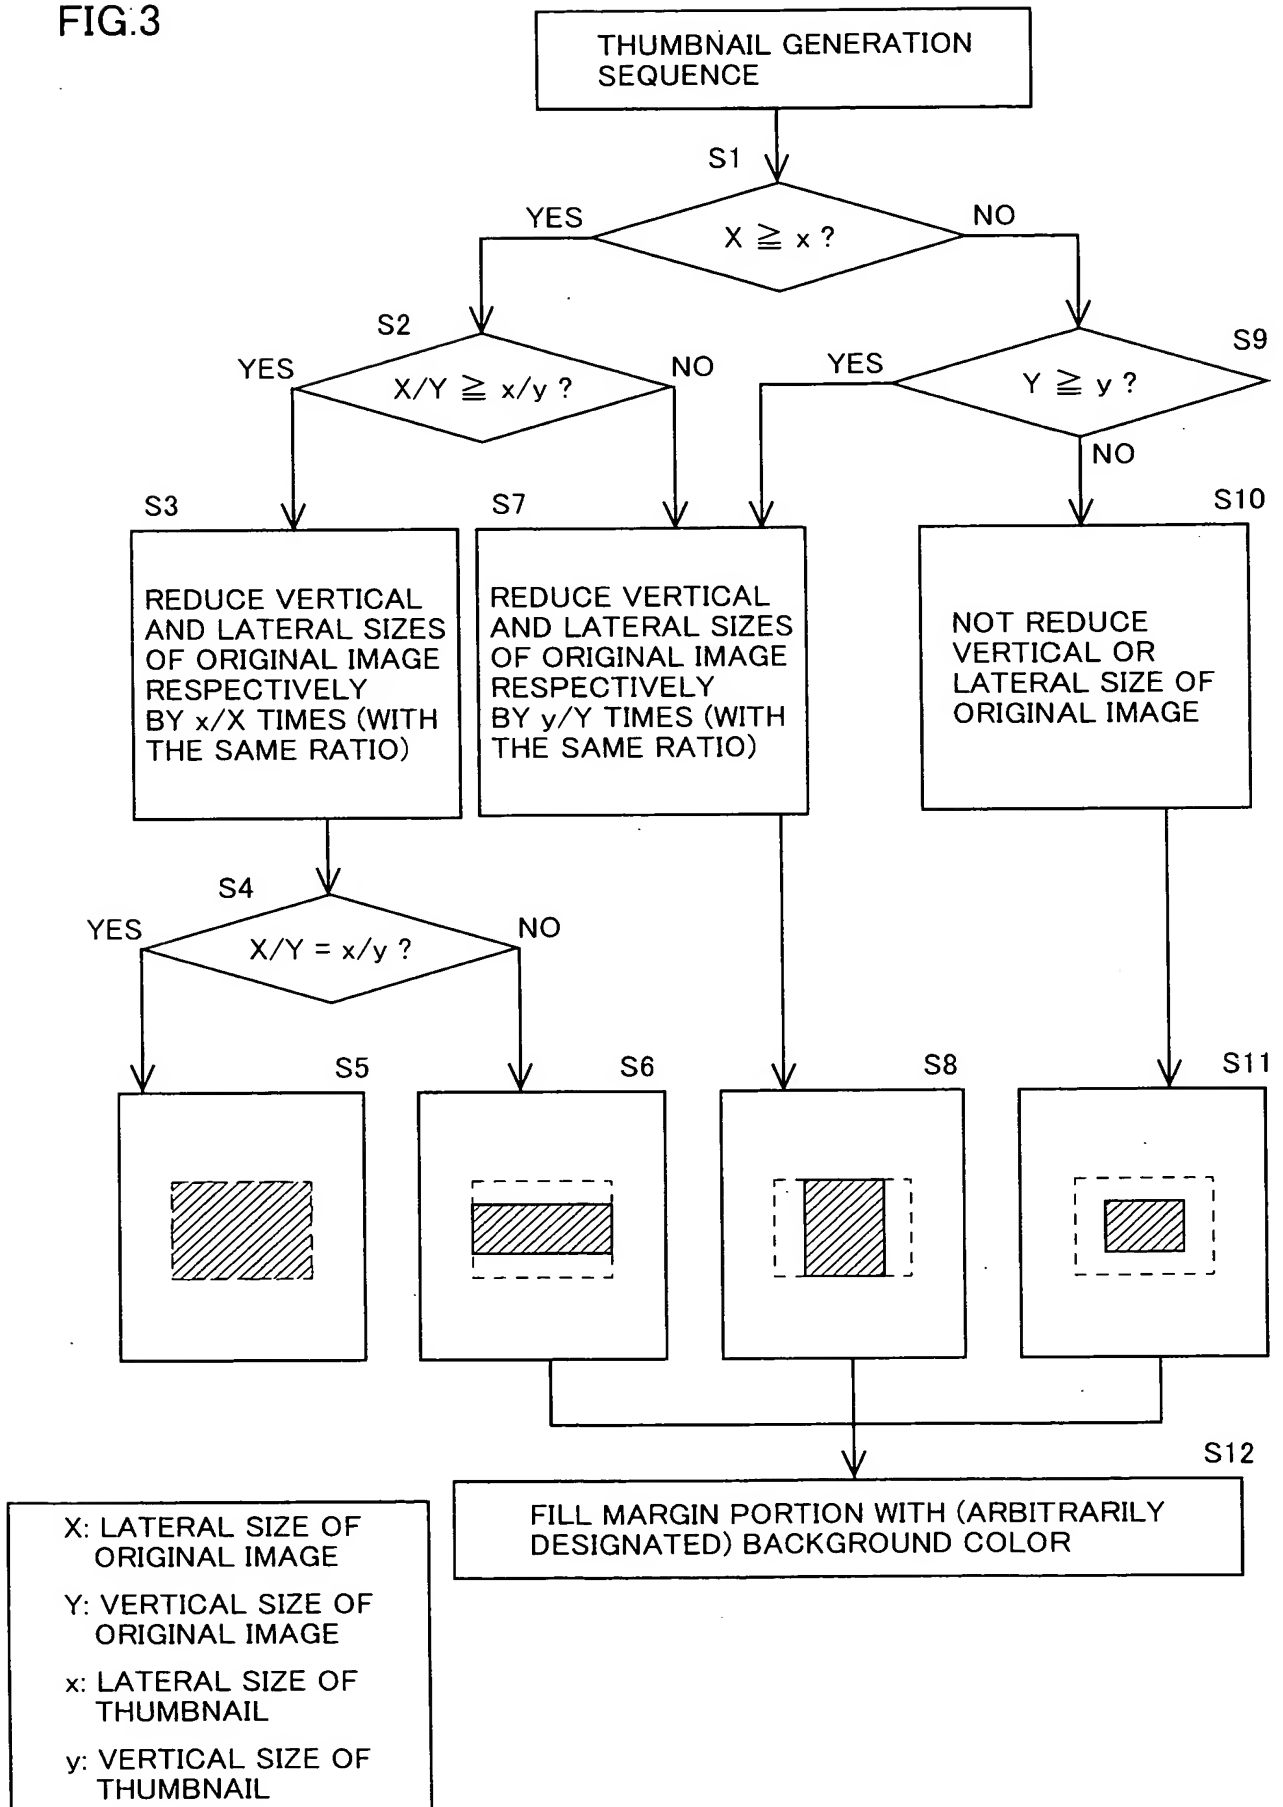 FIG.3
THUMBNAIL GENERATION
SEQUENCE
S1
YES
NO
X ≧ x ?
S2
YES
NO
X/Y ≧ x/y ?
S9
YES
Y ≧ y ?
NO
S3
REDUCE VERTICAL
AND LATERAL SIZES
OF ORIGINAL IMAGE
RESPECTIVELY
BY x/X TIMES (WITH
THE SAME RATIO)
S7
REDUCE VERTICAL
AND LATERAL SIZES
OF ORIGINAL IMAGE
RESPECTIVELY
BY y/Y TIMES (WITH
THE SAME RATIO)
S10
NOT REDUCE
VERTICAL OR
LATERAL SIZE OF
ORIGINAL IMAGE
S4
YES
NO
X/Y = x/y ?
S5
S6
S8
S11
S12
FILL MARGIN PORTION WITH (ARBITRARILY
DESIGNATED) BACKGROUND COLOR
X: LATERAL SIZE OF
ORIGINAL IMAGE
Y: VERTICAL SIZE OF
ORIGINAL IMAGE
x: LATERAL SIZE OF
THUMBNAIL
y: VERTICAL SIZE OF
THUMBNAIL